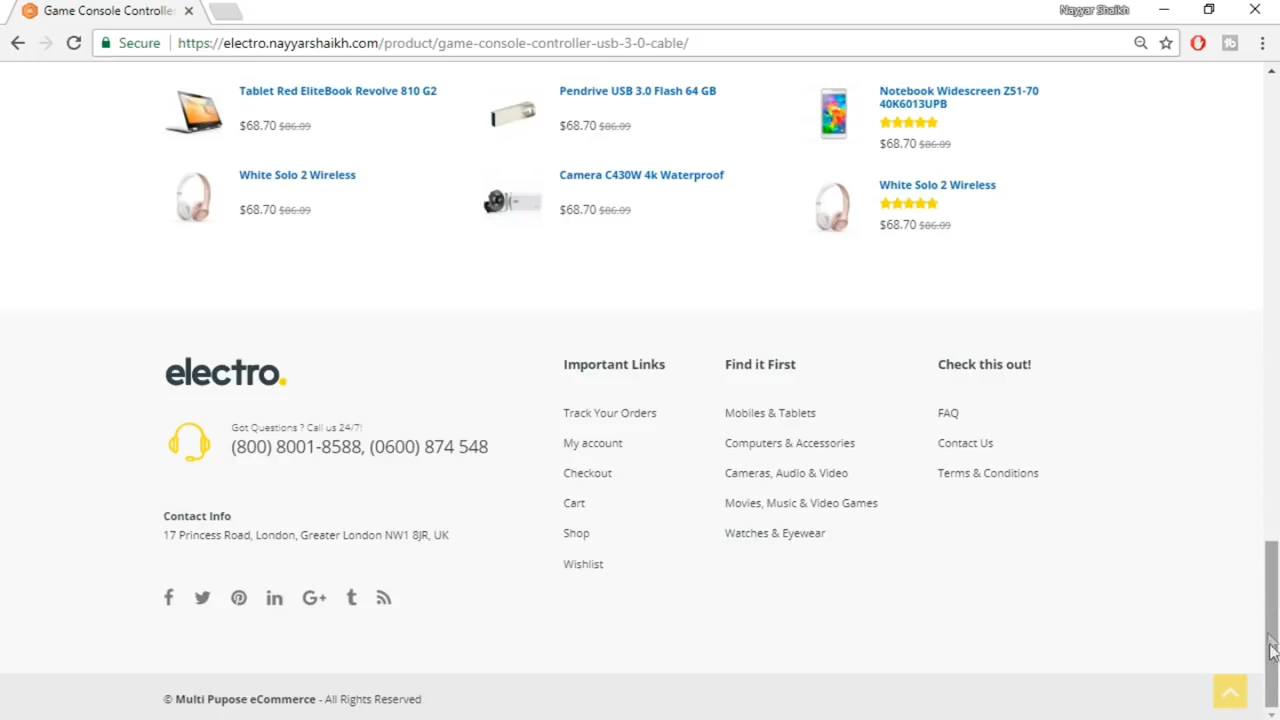 Game Console Controlle
Nayyar Shaikh
Secure
https://electro.nayyarshaikh.com/product/game-console-controller-usb-3-0-cable/
Tablet Red EliteBook Revolve 810 G2
$68.70 $86.09
Pendrive USB 3.0 Flash 64 GB
$68.70 $86.09
Notebook Widescreen Z51-70
40K6013UPB
$68.70 $86.09
White Solo 2 Wireless
$68.70 $86.09
Camera C430W 4k Waterproof
$68.70 $86.09
White Solo 2 Wireless
$68.70 $86.09
electro.
Got Questions ? Call us 24/7!
(800) 8001-8588, (0600) 874 548
Contact Info
17 Princess Road, London, Greater London NW1 8JR, UK
Important Links
Track Your Orders
My account
Checkout
Cart
Shop
Wishlist
Find it First
Mobiles & Tablets
Computers & Accessories
Cameras, Audio & Video
Movies, Music & Video Games
Watches & Eyewear
Check this out!
FAQ
Contact Us
Terms & Conditions
© Multi Pupose eCommerce - All Rights Reserved